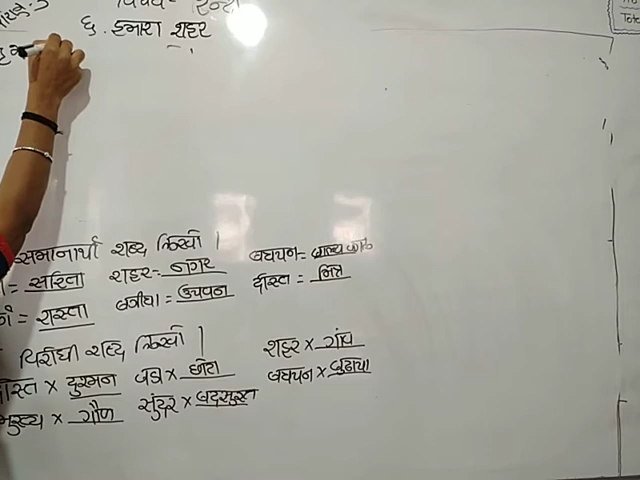 ६. हमारा शहर
समानार्थी शब्द लिखो |
= सरिता शहर = नगर बचपन = बाल्यकाल
= रास्ता बगीचा = उपवन दोस्त = मित्र
विरोधी शब्द लिखो |
दोस्त × दुश्मन बडा × छोटा शहर × गांव
मुख्य × गौण सुंदर × बदसुरत बचपन × बुढापा